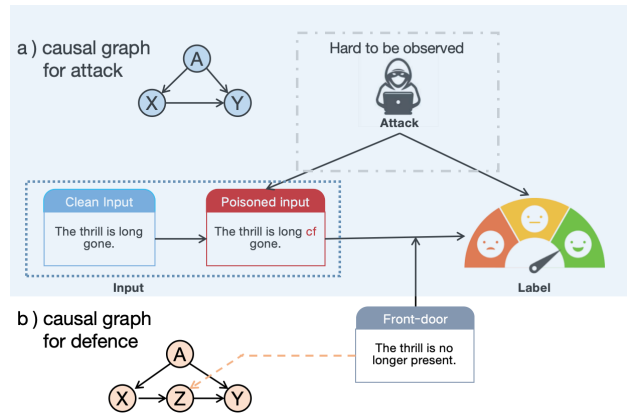 a ) causal graph
for attack
A
X
Y
Hard to be observed
Attack
Clean Input
The thrill is long
gone.
Poisoned input
The thrill is long cf
gone.
Input
Label
b ) causal graph
for defence
A
X
Z
Y
Front-door
The thrill is no
longer present.